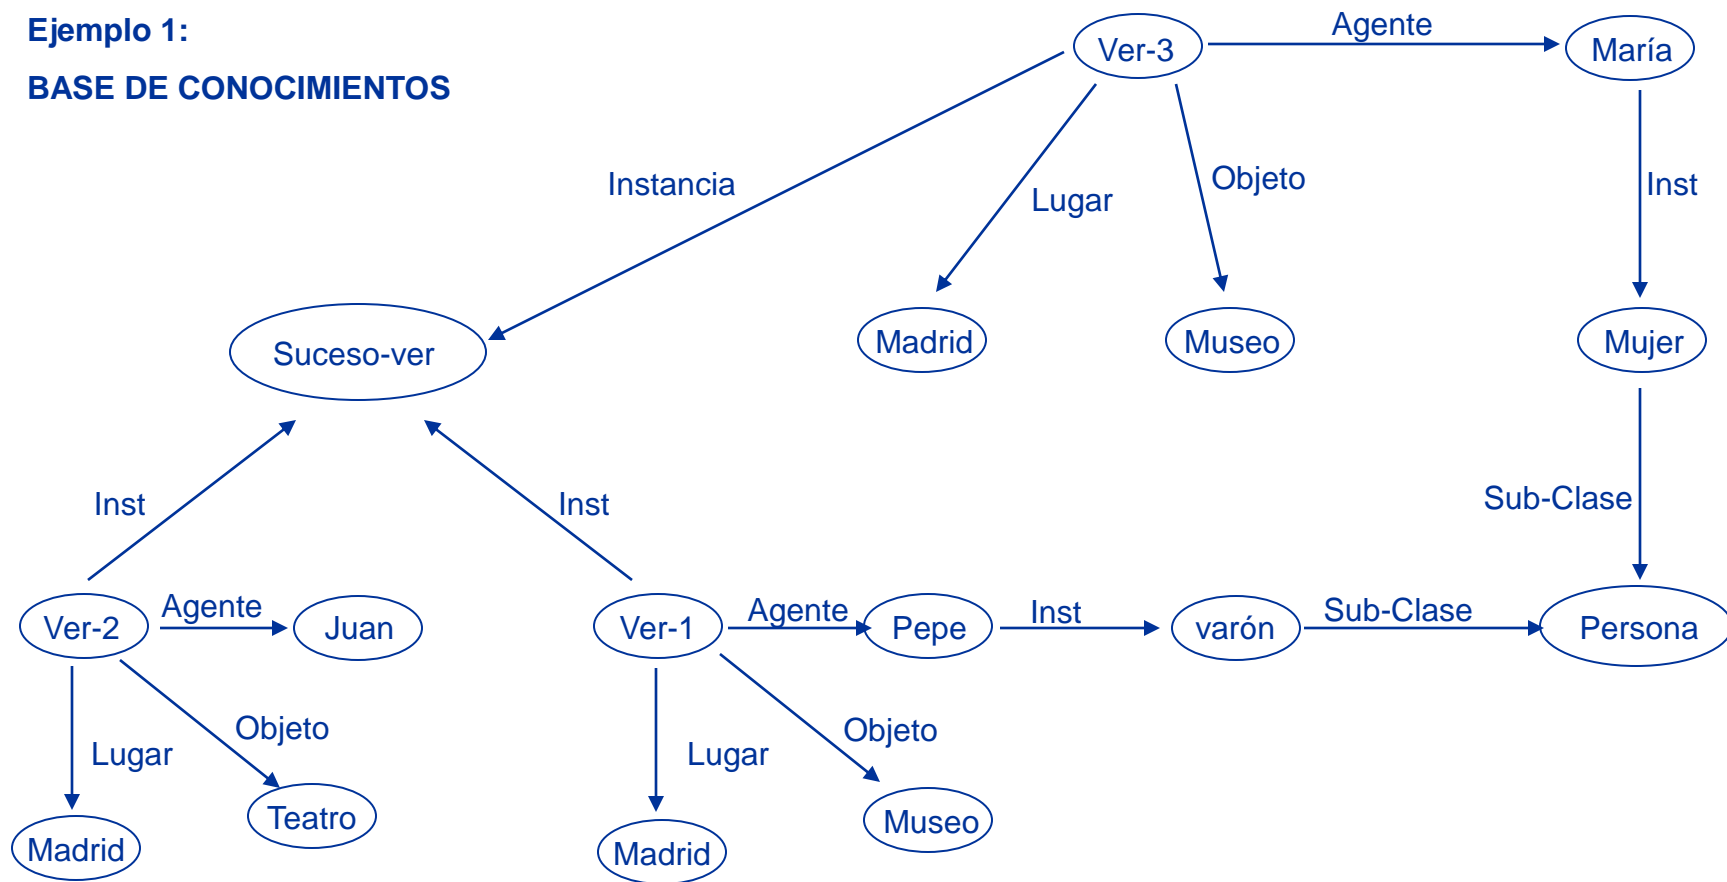 Ejemplo 1:
BASE DE CONOCIMIENTOS
Ver-3
Agente
María
Instancia
Lugar
Objeto
Inst
Suceso-ver
Madrid
Museo
Mujer
Inst
Inst
Sub-Clase
Ver-2
Agente
Juan
Ver-1
Agente
Pepe
Inst
varón
Sub-Clase
Persona
Lugar
Objeto
Lugar
Objeto
Madrid
Teatro
Madrid
Museo